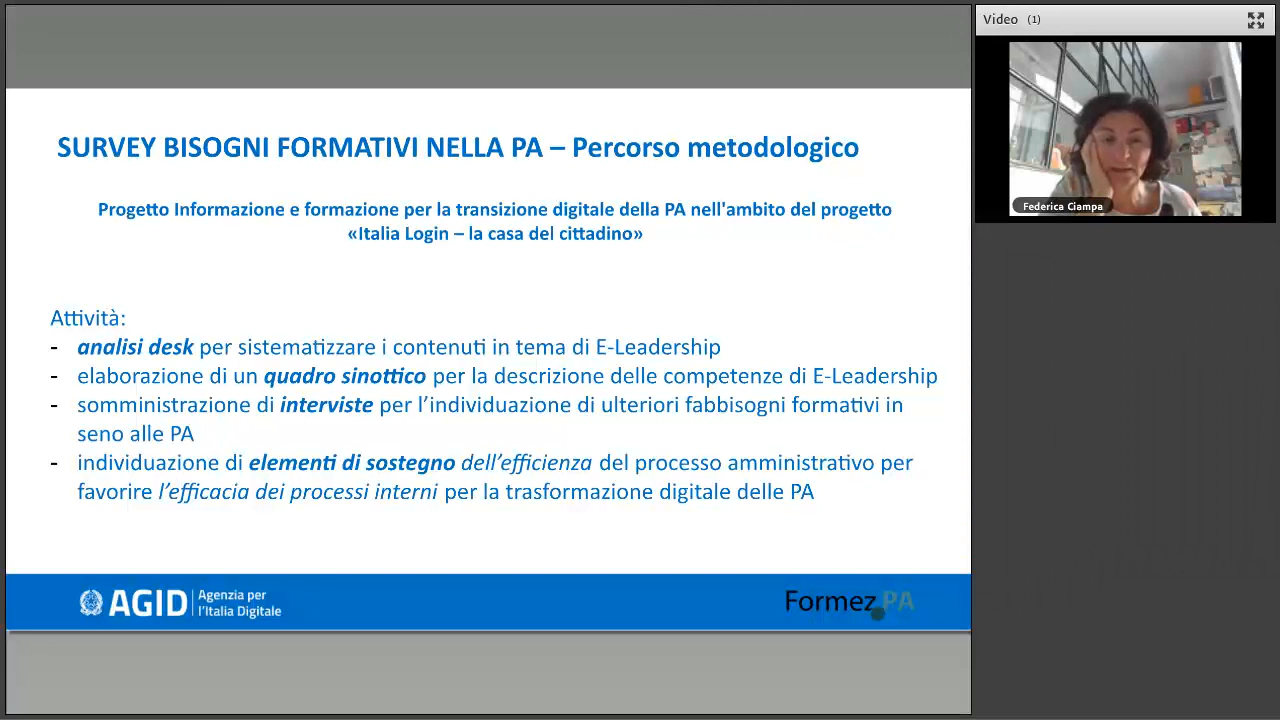 SURVEY BISOGNI FORMATIVI NELLA PA – Percorso metodologico
Progetto Informazione e formazione per la transizione digitale della PA nell'ambito del progetto
«Italia Login – la casa del cittadino»
Attività:
- analisi desk per sistematizzare i contenuti in tema di E-Leadership
- elaborazione di un quadro sinottico per la descrizione delle competenze di E-Leadership
- somministrazione di interviste per l’individuazione di ulteriori fabbisogni formativi in
seno alle PA
- individuazione di elementi di sostegno dell’efficienza del processo amministrativo per
favorire l’efficacia dei processi interni per la trasformazione digitale delle PA
AGID Agenzia per
l’Italia Digitale
Formez PA
Video (1)
Federica Ciampa